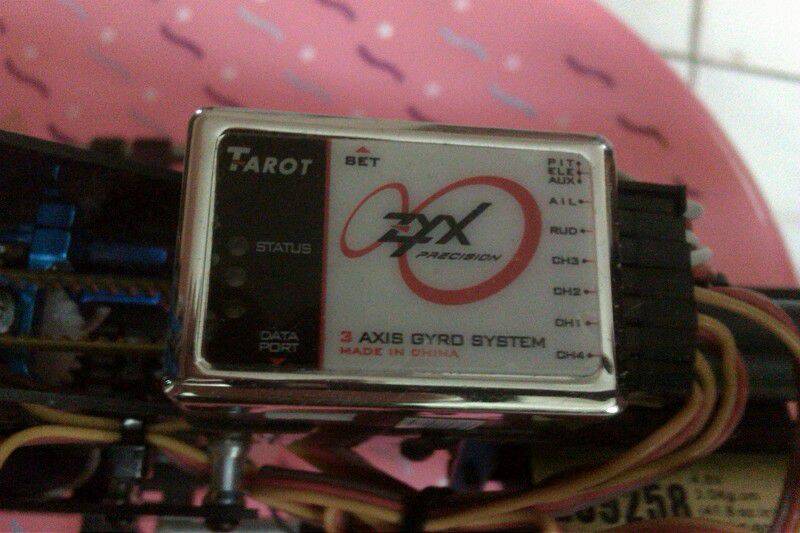 TAROT
SET
PIT
ELE
AUX
AIL
RUD
CH3
CH2
CH1
CH4
STATUS
ZYX
PRECISION
DATA
PORT
3 AXIS GYRO SYSTEM
MADE IN CHINA
9258